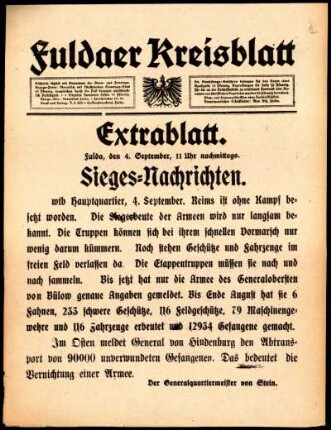 Fuldaer Kreisblatt
Extrablatt.
Fulda, den 4. September, 11 Uhr nachmittags.
Sieges=Nachrichten.
wtb Hauptquartier, 4. September. Reims ist ohne Kampf be-
setzt worden. Die Siegesbeute der Armeen wird nur langsam be-
kannt. Die Truppen können sich bei ihrem schnellen Vormarsch nur
wenig darum kümmern. Noch stehen Geschütze und Fahrzeuge im
freien Feld verlassen da. Die Etappentruppen müssen sie nach und
nach sammeln. Bis jetzt hat nur die Armee des Generalobersten
von Bülow genaue Angaben gemeldet. Bis Ende August hat sie 6
Fahnen, 233 schwere Geschütze, 116 Feldgeschütze, 79 Maschinenge-
wehre und 116 Fahrzeuge erbeutet und 12934 Gefangene gemacht.
Im Osten meldet General von Hindenburg den Abtrans-
port von 90000 unverwundeten Gefangenen. Das bedeutet die
Vernichtung einer Armee.
Der Generalquartiermeister von Stein.